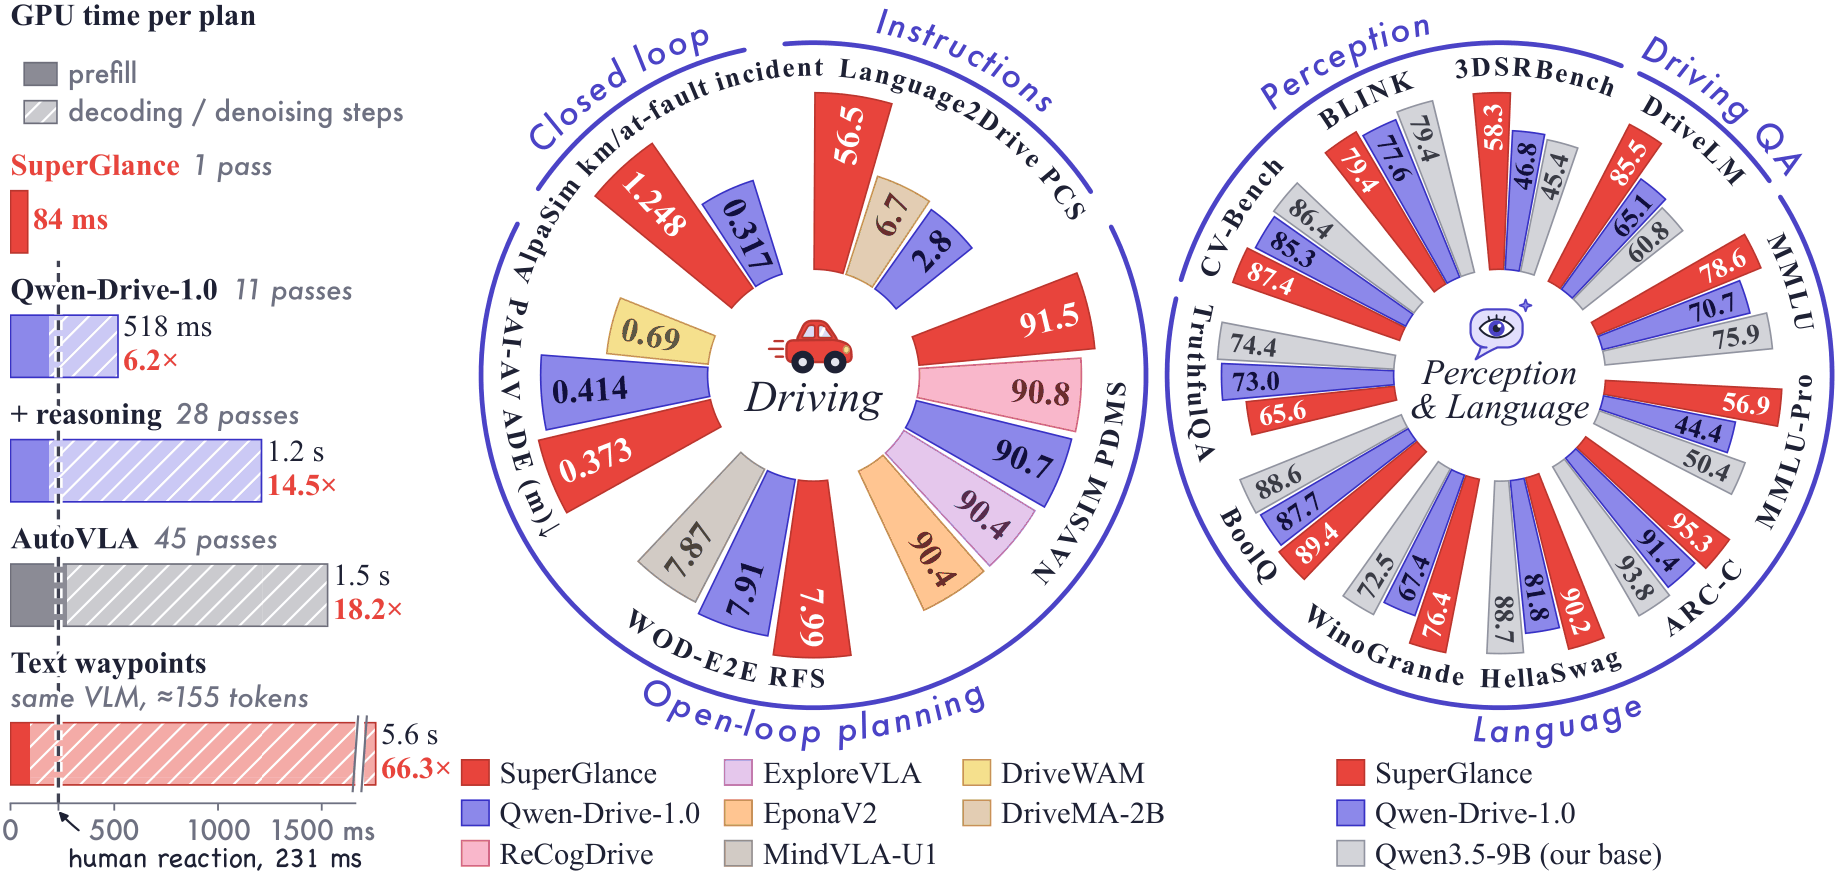 GPU time per plan
prefill
decoding / denoising steps
SuperGlance 1 pass
84 ms
Qwen-Drive-1.0 11 passes
518 ms
6.2×
+ reasoning 28 passes
1.2 s
14.5×
AutoVLA 45 passes
1.5 s
18.2×
Text waypoints
same VLM, ≈155 tokens
5.6 s
66.3×
0 500 1000 1500 ms
human reaction, 231 ms
Closed loop
Instructions
Open-loop planning
AlpaSim km/at-fault incident
1.248
0.317
Language2Drive PCS
56.5
6.7
2.8
NAVSIM PDMS
91.5
90.8
90.7
90.4
90.4
WOD-E2E RFS
7.99
7.91
7.87
PAI-AV ADE (m)↓
0.373
0.414
0.69
Driving
SuperGlance
Qwen-Drive-1.0
ReCogDrive
ExploreVLA
EponaV2
MindVLA-U1
DriveWAM
DriveMA-2B
Perception
Driving QA
Language
CV-Bench
87.4
85.3
86.4
BLINK
79.4
77.6
79.4
3DSRBench
58.3
46.8
45.4
DriveLM
85.5
65.1
60.8
MMLU
78.6
70.7
75.9
MMLU-Pro
56.9
44.4
50.4
ARC-C
95.3
91.4
93.8
HellaSwag
90.2
81.8
88.7
WinoGrande
76.4
67.4
72.5
BoolQ
89.4
87.7
88.6
TruthfulQA
65.6
73.0
74.4
Perception
& Language
SuperGlance
Qwen-Drive-1.0
Qwen3.5-9B (our base)